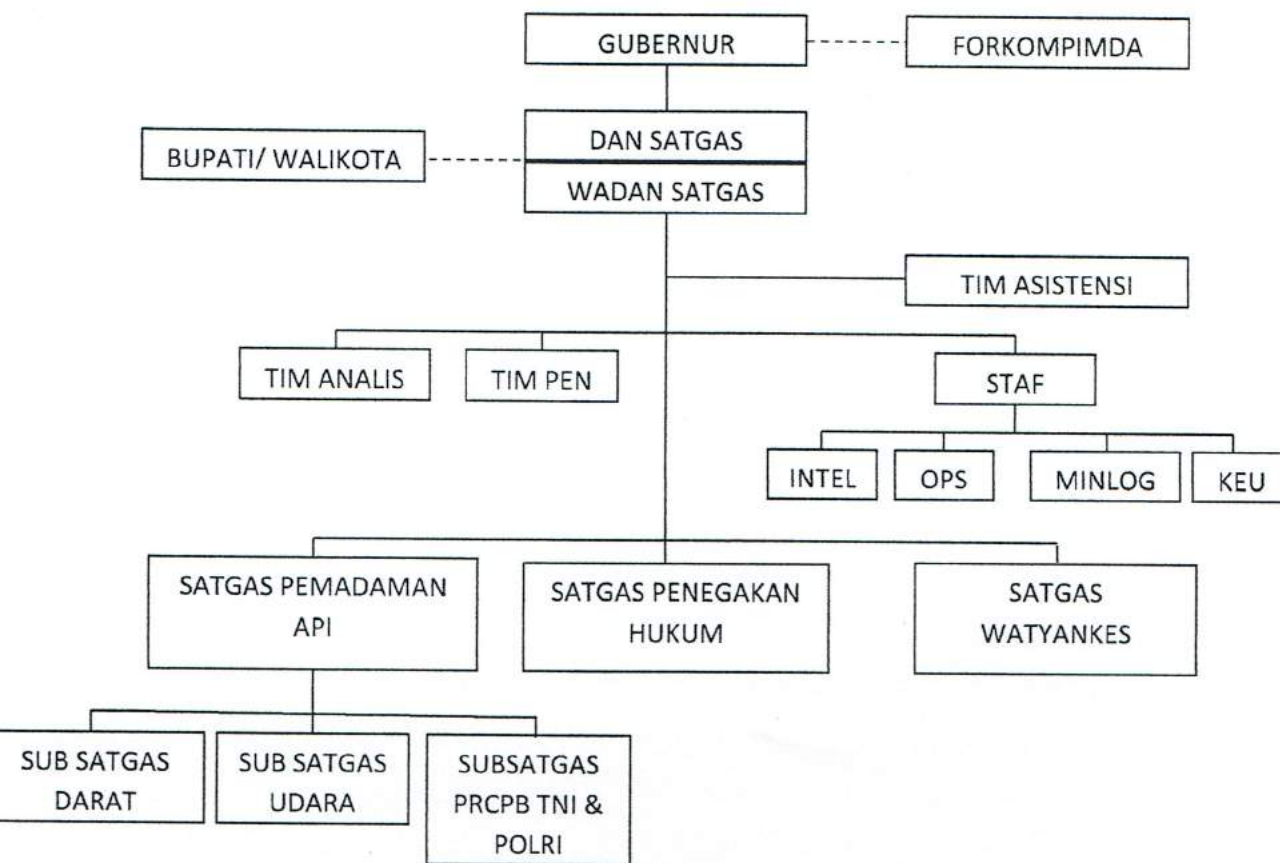 GUBERNUR
FORKOMPIMDA
DAN SATGAS
BUPATI/ WALIKOTA
WADAN SATGAS
TIM ASISTENSI
TIM ANALIS
TIM PEN
STAF
INTEL
OPS
MINLOG
KEU
SATGAS PEMADAMAN
API
SATGAS PENEGAKAN
HUKUM
SATGAS
WATYANKES
SUB SATGAS
DARAT
SUB SATGAS
UDARA
SUBSATGAS
PRCPB TNI &
POLRI